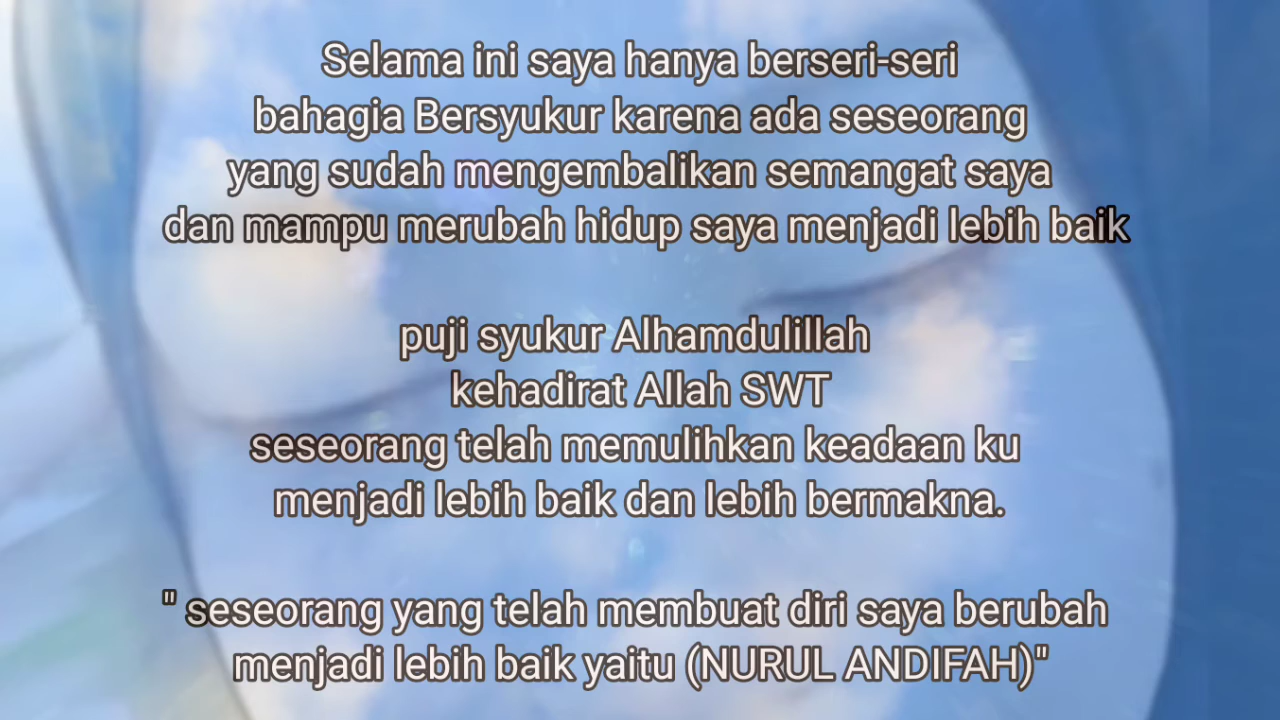 Selama ini saya hanya berseri-seri
bahagia Bersyukur karena ada seseorang
yang sudah mengembalikan semangat saya
dan mampu merubah hidup saya menjadi lebih baik
puji syukur Alhamdulillah
kehadirat Allah SWT
seseorang telah memulihkan keadaan ku
menjadi lebih baik dan lebih bermakna.
" seseorang yang telah membuat diri saya berubah
menjadi lebih baik yaitu (NURUL ANDIFAH)"